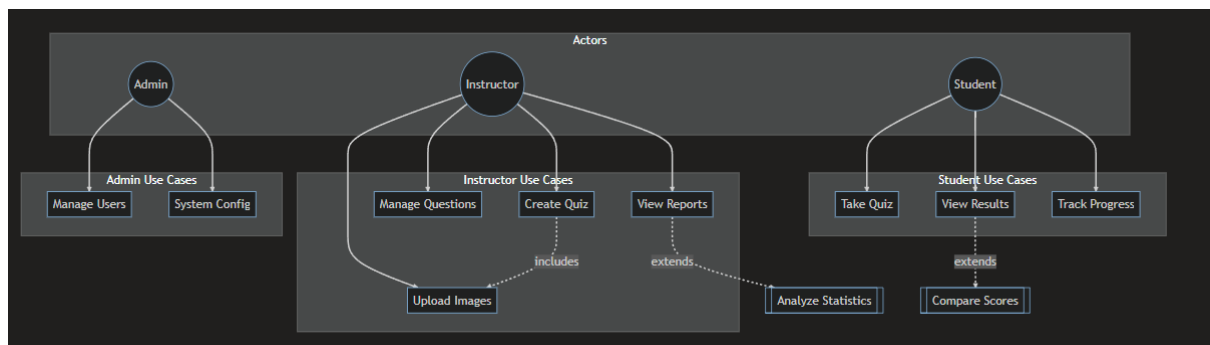 Actors
Admin
Instructor
Student
Admin Use Cases
Manage Users
System Config
Instructor Use Cases
Manage Questions
Create Quiz
View Reports
Student Use Cases
Take Quiz
View Results
Track Progress
includes
extends
extends
Upload Images
Analyze Statistics
Compare Scores